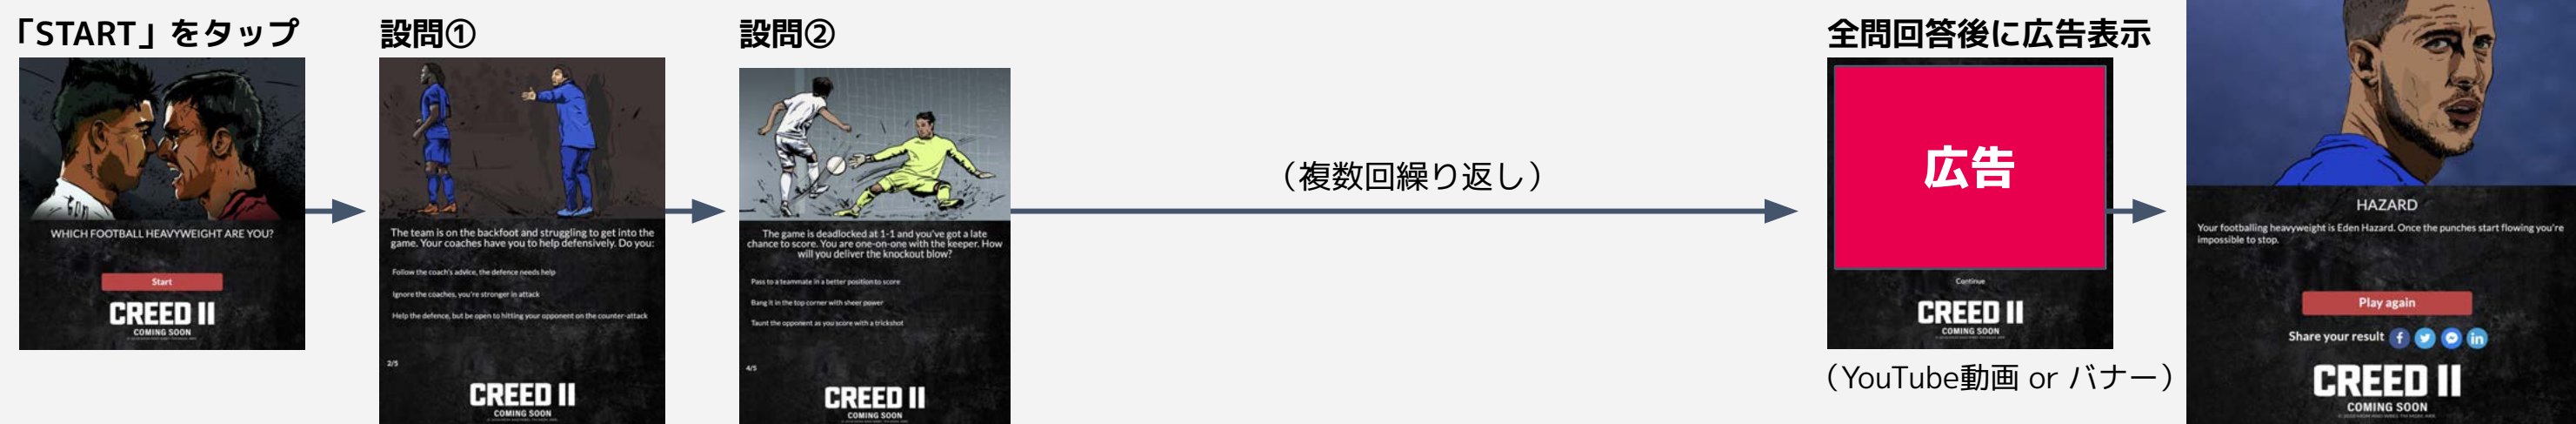 「START」をタップ
WHICH FOOTBALL HEAVYWEIGHT ARE YOU?
Start
CREED II
COMING SOON
設問①
The team is on the backfoot and struggling to get into the
game. Your coaches have you to help defensively. Do you:
Follow the coach's advice, the defence needs help
Ignore the coaches, you're stronger in attack
Help the defence, but be open to hitting your opponent on the counter-attack
2/5
CREED II
COMING SOON
設問②
The game is deadlocked at 1-1 and you've got a late
chance to score. You are one-on-one with the keeper. How
will you deliver the knockout blow?
Pass to a teammate in a better position to score
Bang it in the top corner with sheer power
Taunt the opponent as you score with a trickshot
4/5
CREED II
COMING SOON
（複数回繰り返し）
全問回答後に広告表示
広告
Continue
CREED II
COMING SOON
（YouTube動画 or バナー）
HAZARD
Your footballing heavyweight is Eden Hazard. Once the punches start flowing you're
impossible to stop.
Play again
Share your result
CREED II
COMING SOON